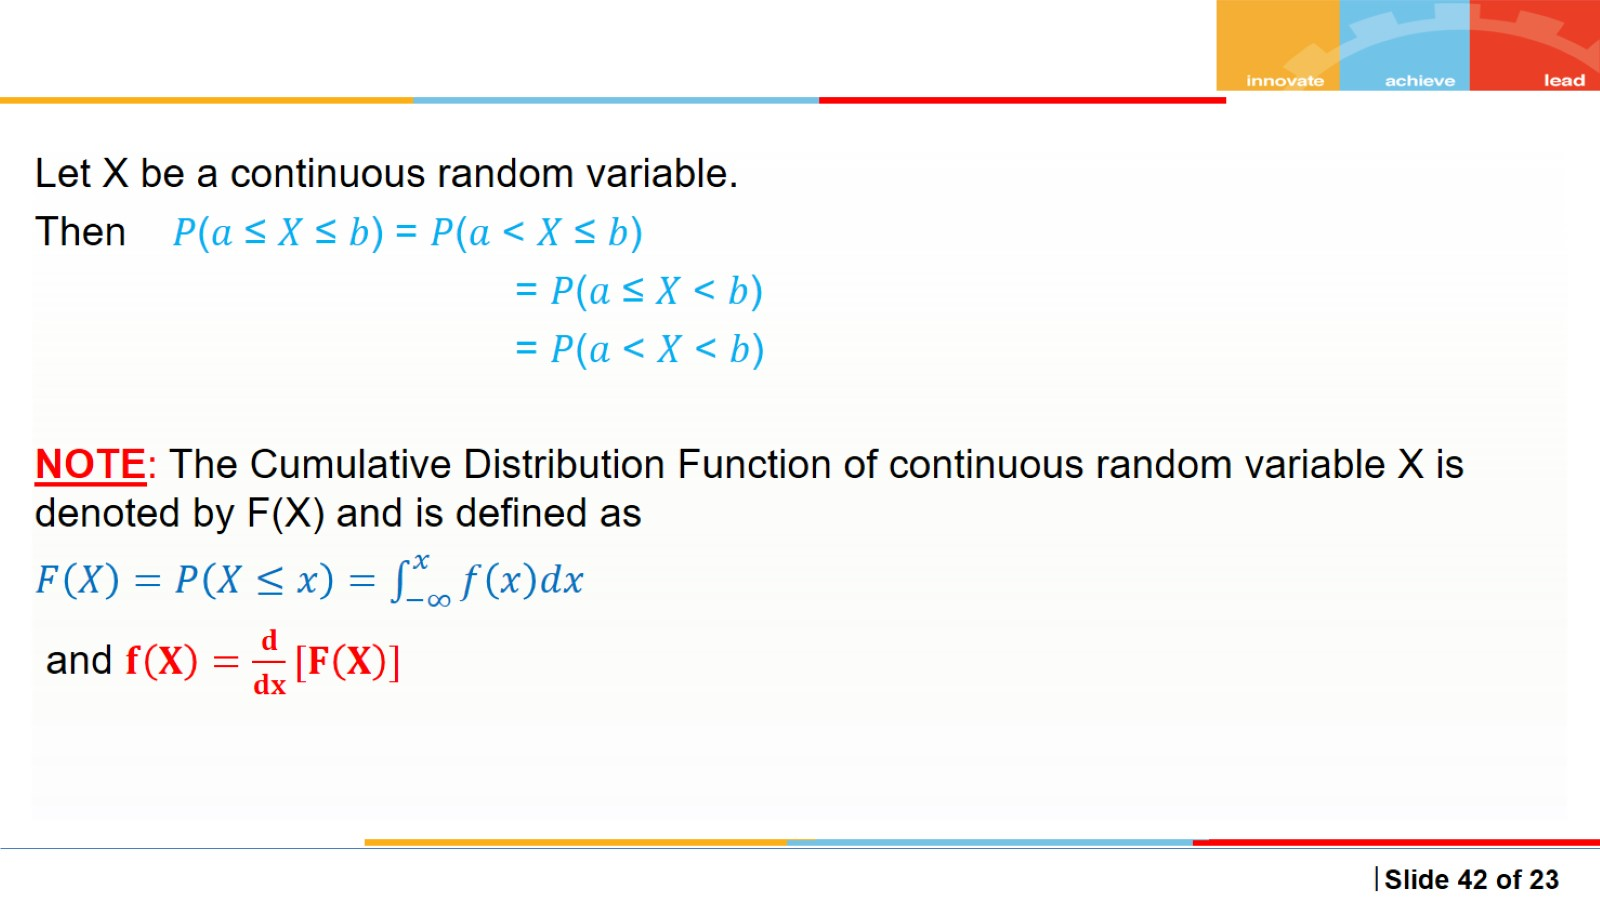 innovate achieve lead
Let X be a continuous random variable.
Then P(a ≤ X ≤ b) = P(a < X ≤ b)
= P(a ≤ X < b)
= P(a < X < b)
NOTE: The Cumulative Distribution Function of continuous random variable X is
denoted by F(X) and is defined as
F(X) = P(X ≤ x) = ∫_{-∞}^{x} f(x)dx
and f(X) = d/dx [F(X)]
Slide 42 of 23